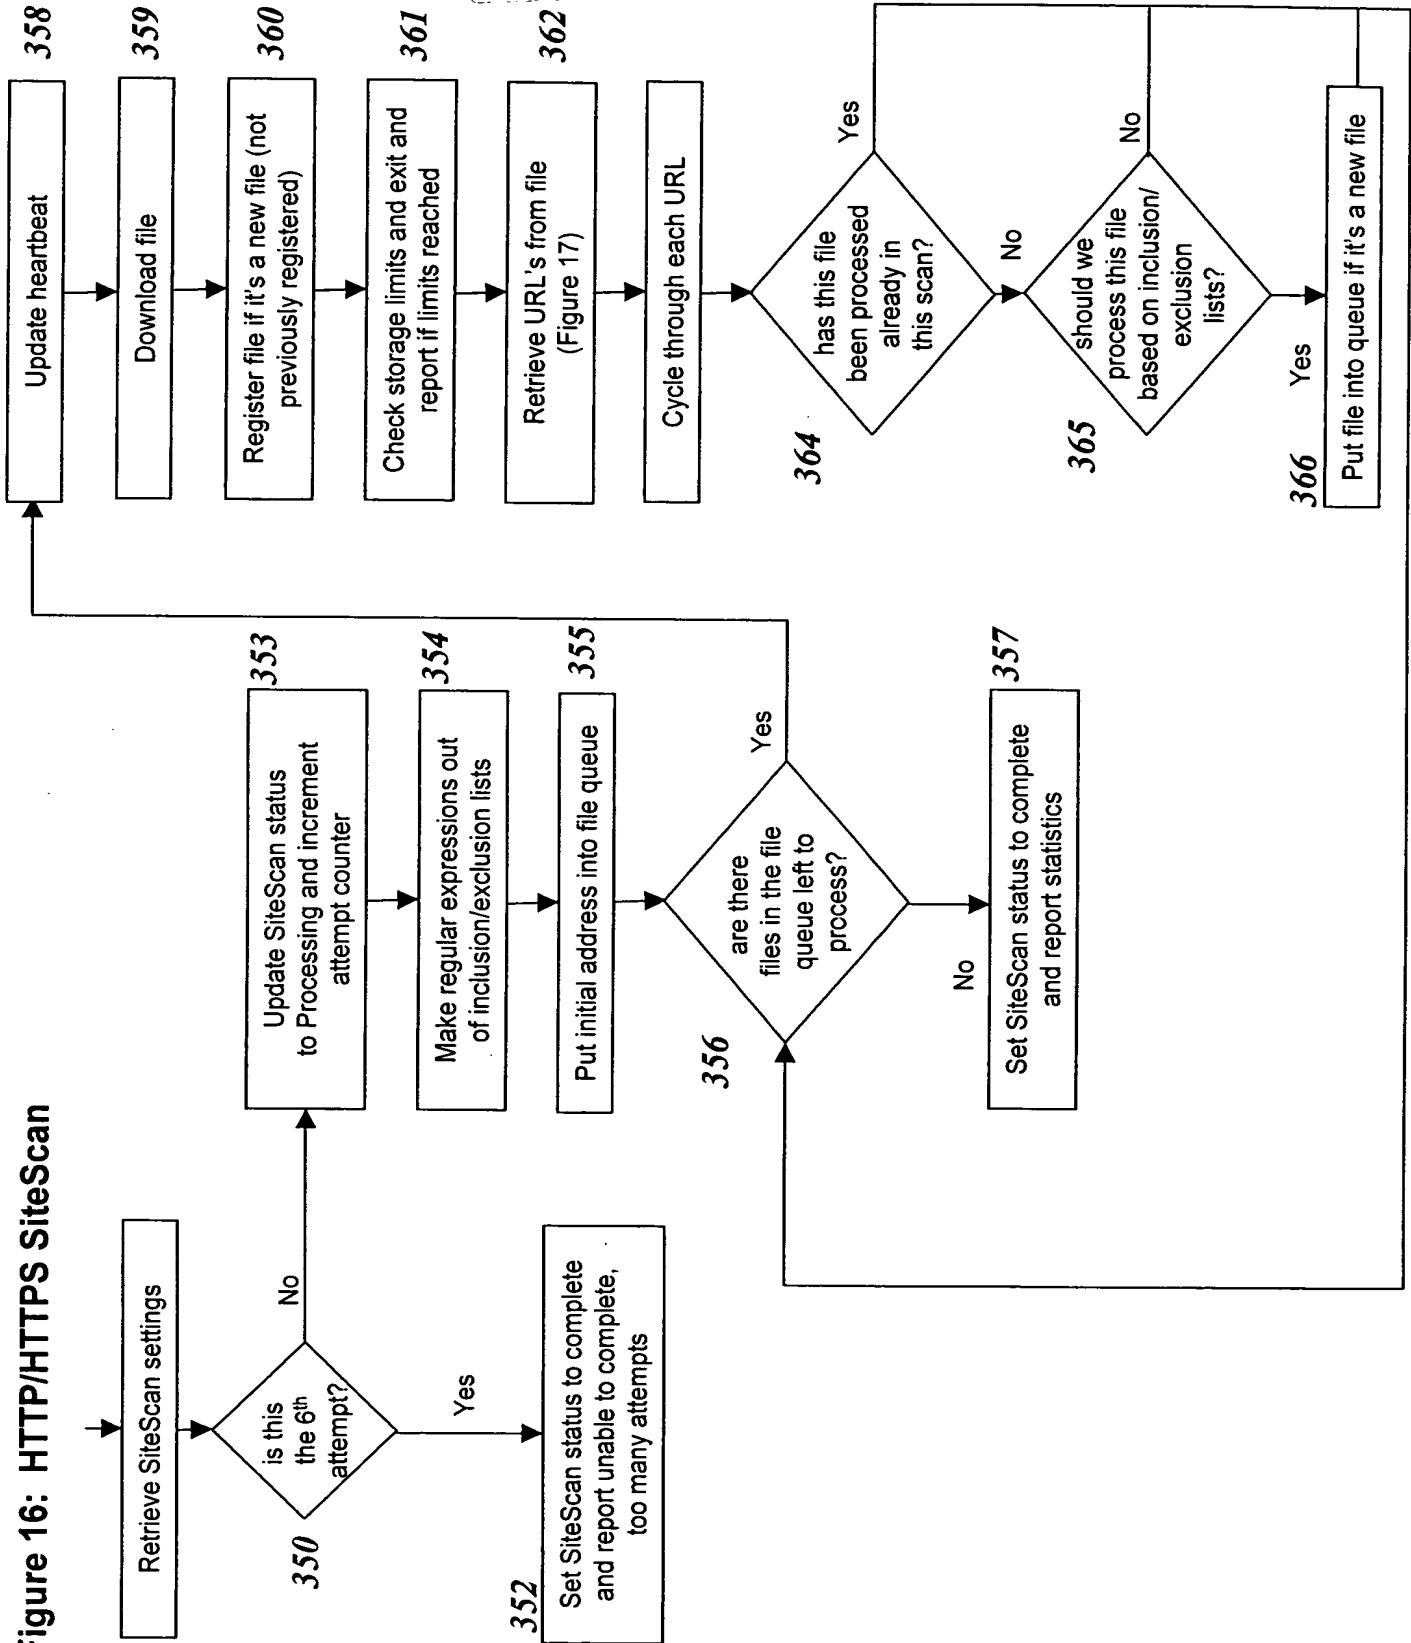 Figure 16: HTTP/HTTPS SiteScan
Retrieve SiteScan settings
is this
the 6th
attempt?
350
No
Yes
352
Set SiteScan status to complete
and report unable to complete,
too many attempts
353
Update SiteScan status
to Processing and increment
attempt counter
354
Make regular expressions out
of inclusion/exclusion lists
355
Put initial address into file queue
356
are there
files in the file
queue left to
process?
Yes
No
357
Set SiteScan status to complete
and report statistics
358
Update heartbeat
359
Download file
360
Register file if it's a new file (not
previously registered)
361
Check storage limits and exit and
report if limits reached
362
Retrieve URL's from file
(Figure 17)
Cycle through each URL
364
has this file
been processed
already in
this scan?
Yes
No
365
should we
process this file
based on inclusion/
exclusion
lists?
No
Yes
366
Put file into queue if it's a new file